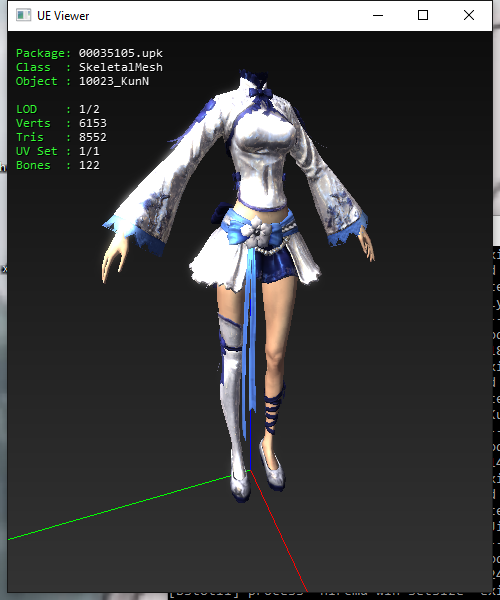 UE Viewer
Package: 00035105.upk
Class : SkeletalMesh
Object : 10023_KunN
LOD : 1/2
Verts : 6153
Tris : 8552
UV Set : 1/1
Bones : 122